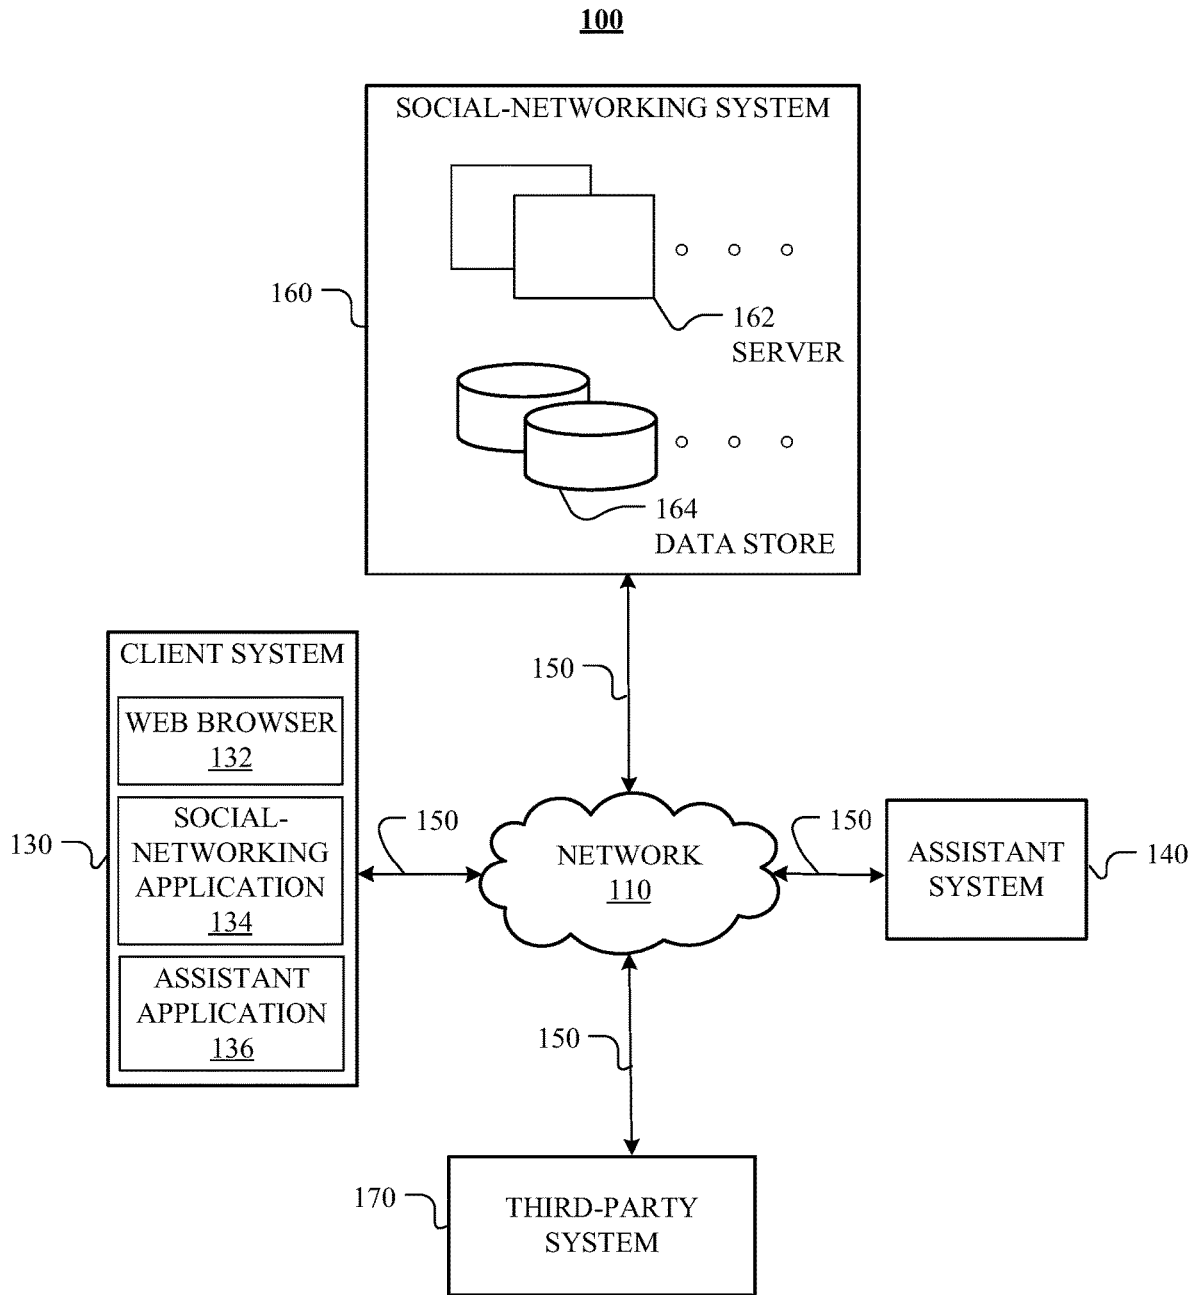 100
SOCIAL-NETWORKING SYSTEM
160
162
SERVER
164
DATA STORE
CLIENT SYSTEM
150
WEB BROWSER
132
SOCIAL-
NETWORKING
APPLICATION
134
130
150
NETWORK
110
150
ASSISTANT
SYSTEM
140
ASSISTANT
APPLICATION
136
150
170
THIRD-PARTY
SYSTEM